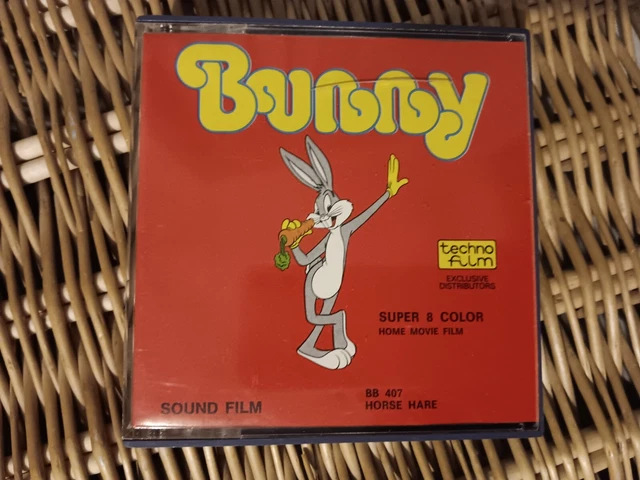 Bunny
techno
film
EXCLUSIVE
DISTRIBUTORS
SUPER 8 COLOR
HOME MOVIE FILM
SOUND FILM
BB 407
HORSE HARE